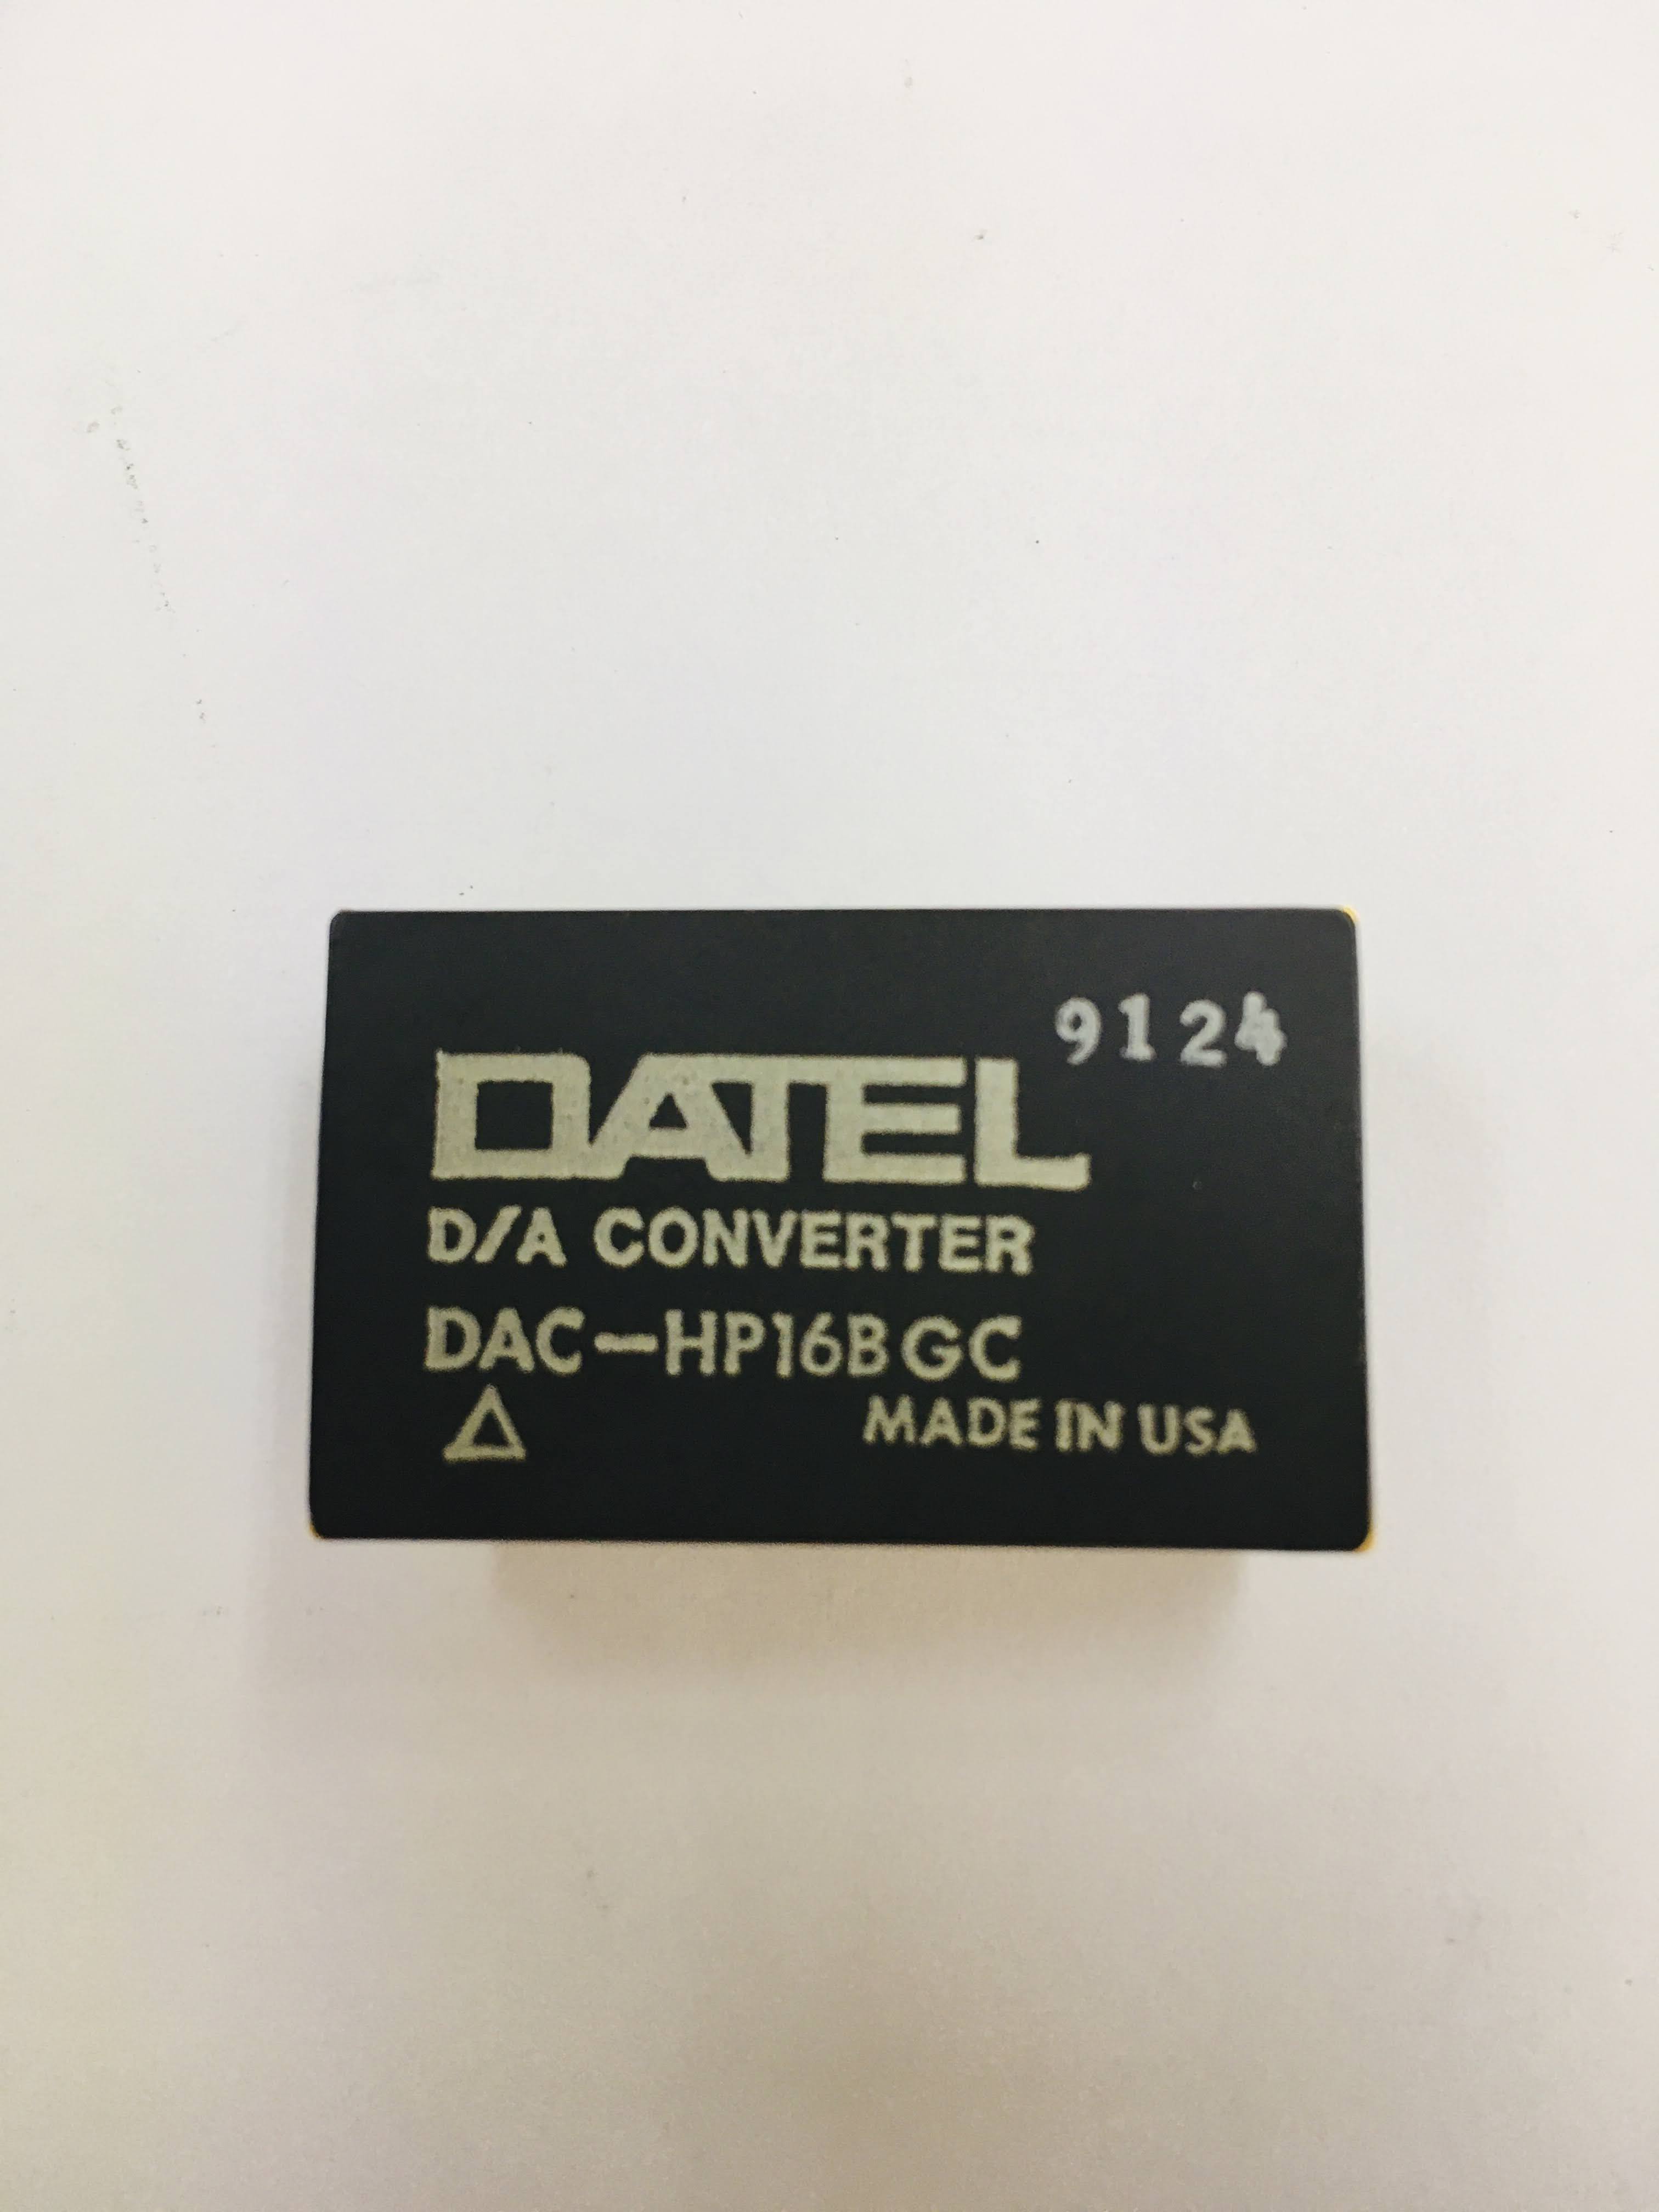 9124
DATEL
D/A CONVERTER
DAC-HP16BGC
MADE IN USA